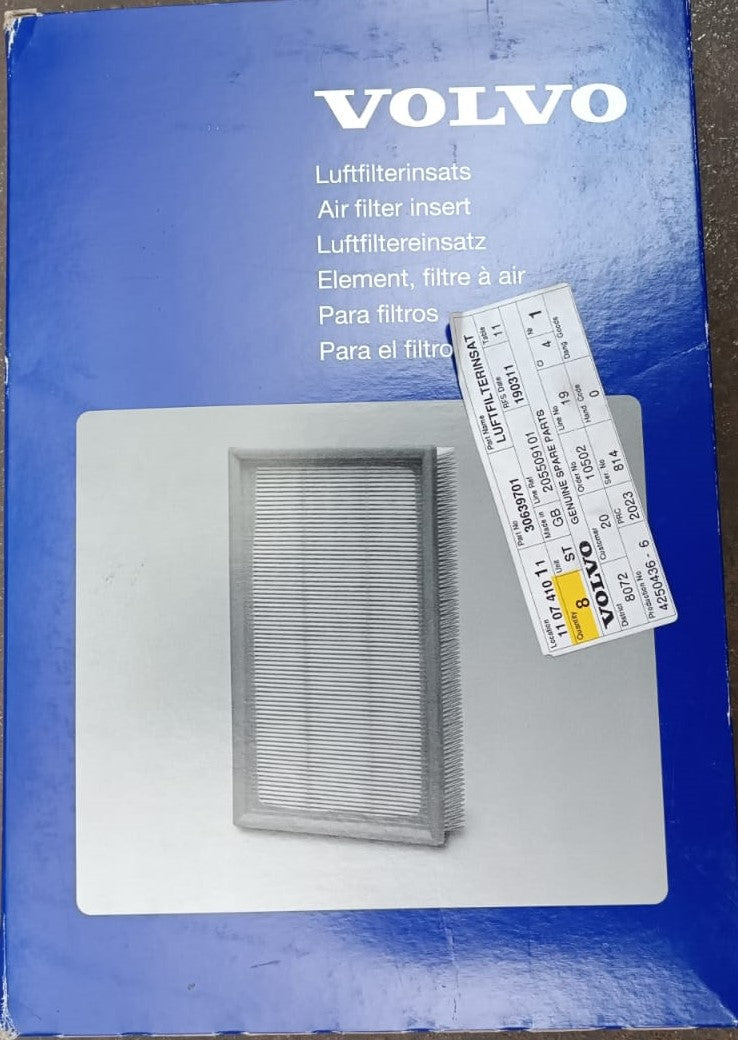 VOLVO
Luftfilterinsats
Air filter insert
Luftfiltereinsatz
Element, filtre à air
Para filtros
Para el filtro
Part No
30639701
Part Name
LUFTFILTERINSAT
Table
11
Location
11 07 410 11
Made in
GB
Line Ref
205509101
RFS Date
190311
Quantity
8
Unit
ST
GENUINE SPARE PARTS
O 4 № 1
VOLVO
Customer
20
Order No
10502
Line No
19
Dang Goods
District
8072
PRC
2023
Ser No
814
Hand Code
0
Production No
4250436 - 6